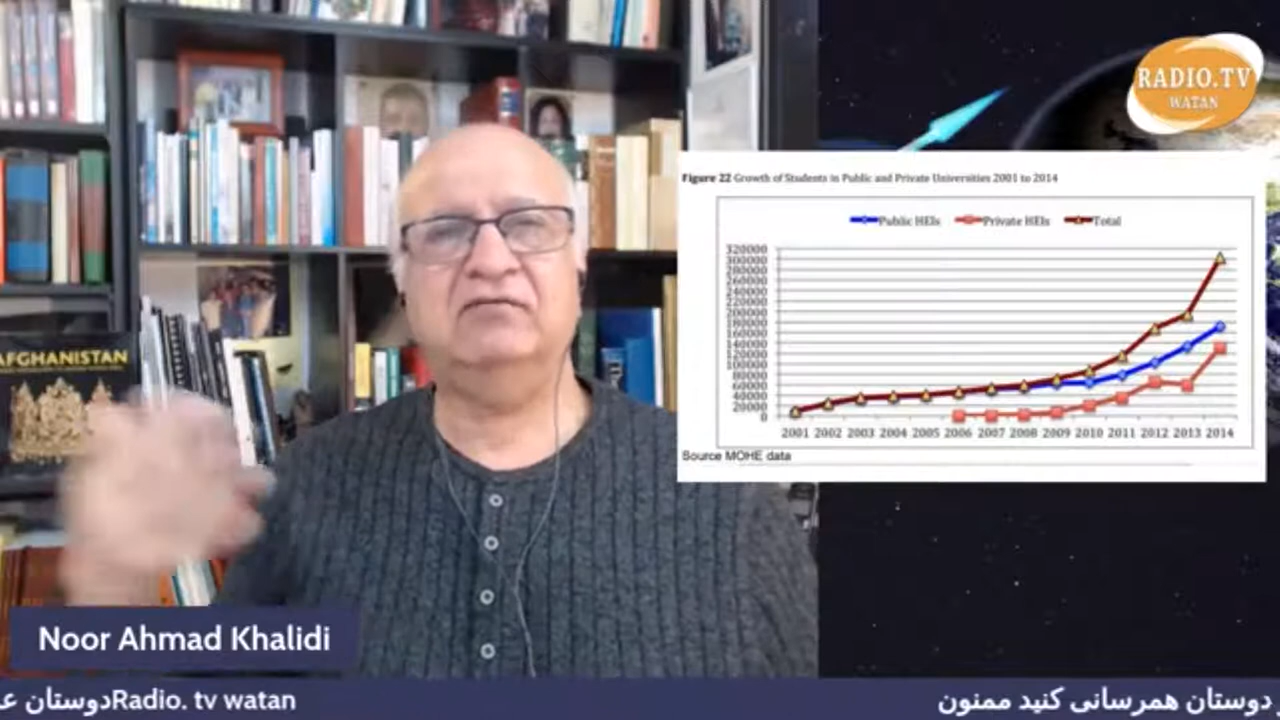 RADIO.TV
WATAN
Figure 22 Growth of Students in Public and Private Universities 2001 to 2014
Public HEIs Private HEIs Total
320000
300000
280000
260000
240000
220000
200000
180000
160000
140000
120000
100000
80000
60000
40000
20000
0
2001 2002 2003 2004 2005 2006 2007 2008 2009 2010 2011 2012 2013 2014
Source MOHE data
AFGHANISTAN
Noor Ahmad Khalidi
دوستان Radio. tv watan
دوستان همرسانی کنید ممنون